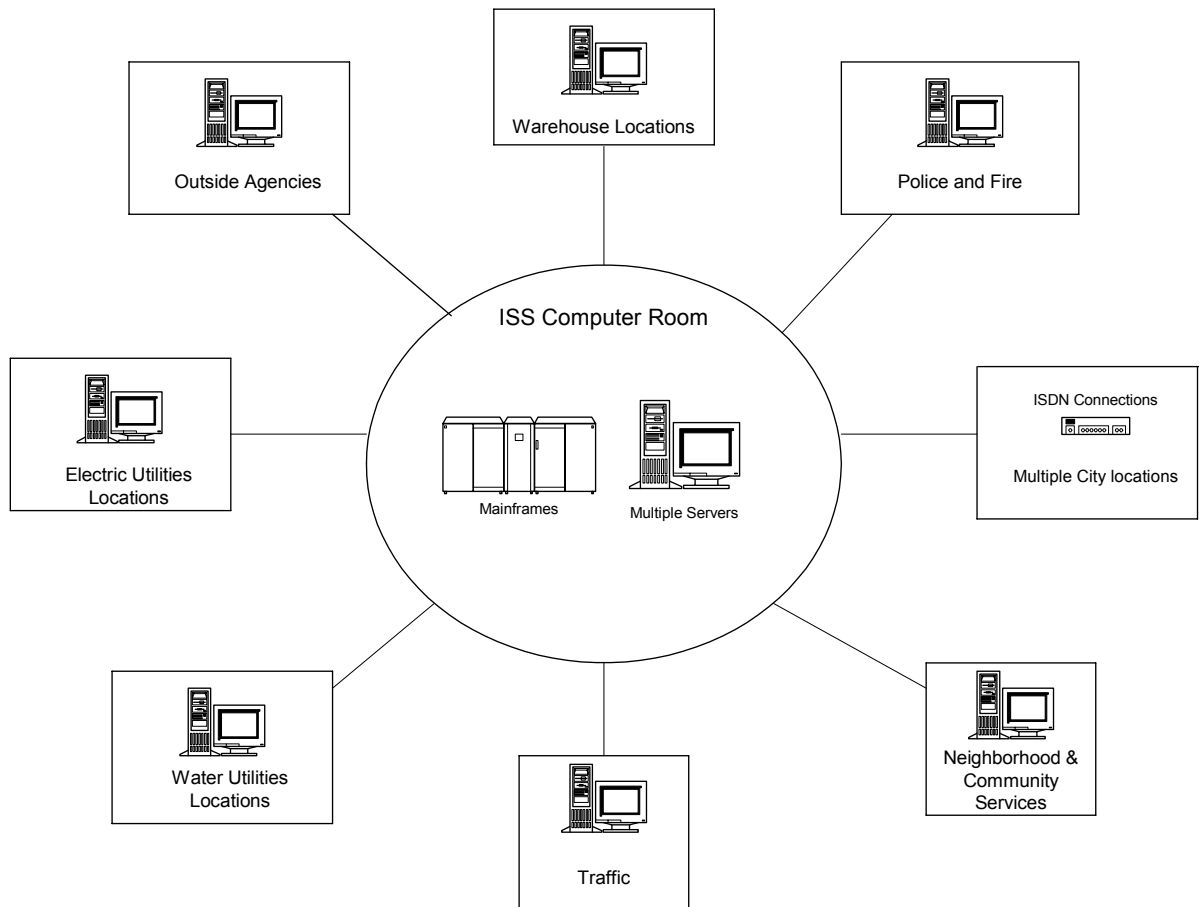 Warehouse Locations
Outside Agencies
Police and Fire
ISS Computer Room
ISDN Connections
Electric Utilities
Locations
Multiple City locations
Mainframes
Multiple Servers
Water Utilities
Locations
Neighborhood &
Community
Services
Traffic